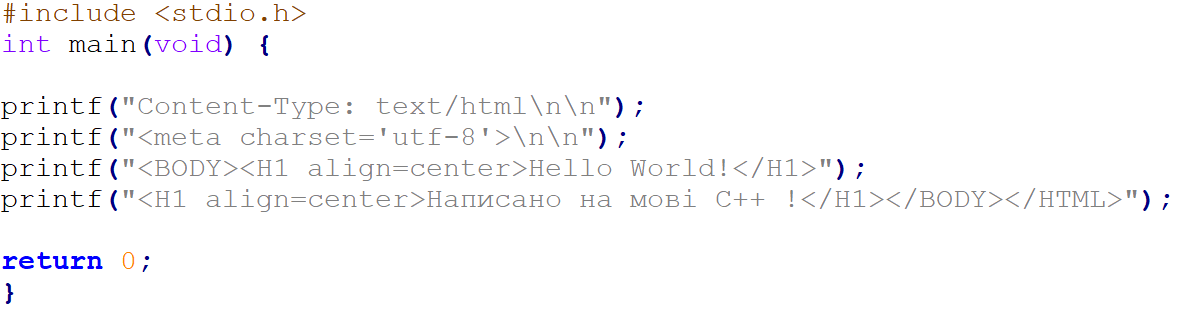 #include <stdio.h>
int main(void) {
printf("Content-Type: text/html\n\n");
printf("<meta charset='utf-8'>\n\n");
printf("<BODY><H1 align=center>Hello World!</H1>");
printf("<H1 align=center>Написано на мові C++ !</H1></BODY></HTML>");
return 0;
}